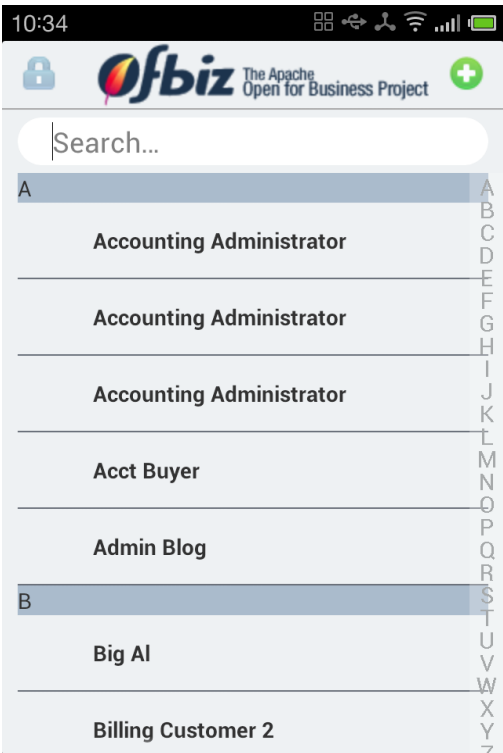 10:34
Ofbiz The Apache
Open for Business Project
Search...
A
Accounting Administrator
Accounting Administrator
Accounting Administrator
Acct Buyer
Admin Blog
B
Big Al
Billing Customer 2
A
B
C
D
E
F
G
H
I
J
K
L
M
N
O
P
Q
R
S
T
U
V
W
X
Y
Z